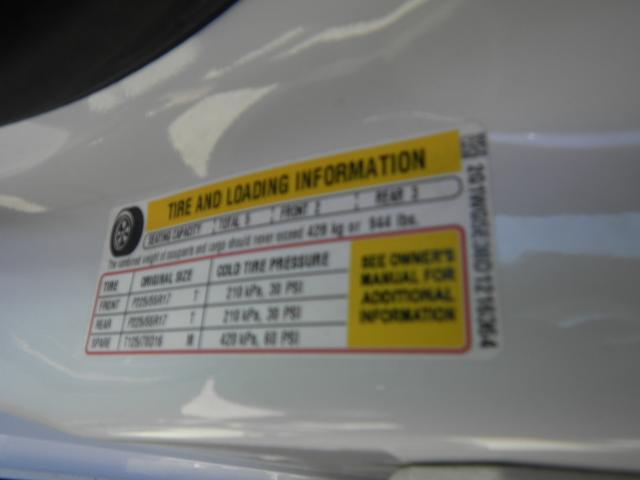 TIRE AND LOADING INFORMATION
SEATING CAPACITY TOTAL 5 FRONT 2 REAR 3
The combined weight of occupants and cargo should never exceed 428 kg or 944 lbs.
TIRE ORIGINAL SIZE COLD TIRE PRESSURE
FRONT P225/55R17 T 210 kPa, 30 PSI
REAR P225/55R17 T 210 kPa, 30 PSI
SPARE T125/70D16 M 420 kPa, 60 PSI
SEE OWNER'S
MANUAL FOR
ADDITIONAL
INFORMATION